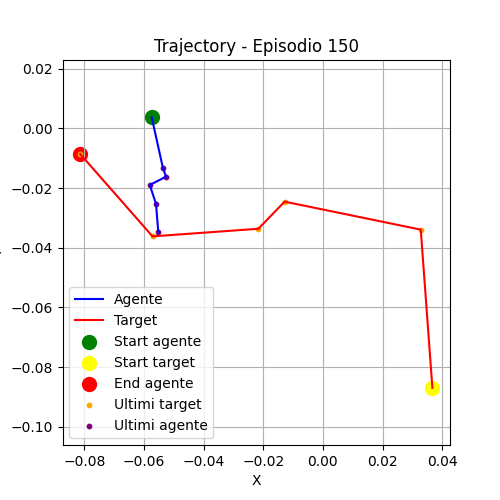 Trajectory - Episodio 150
0.02
0.00
−0.02
−0.04
−0.06
−0.08
−0.10
Agente
Target
Start agente
Start target
End agente
Ultimi target
Ultimi agente
−0.08 −0.06 −0.04 −0.02 0.00 0.02 0.04
X